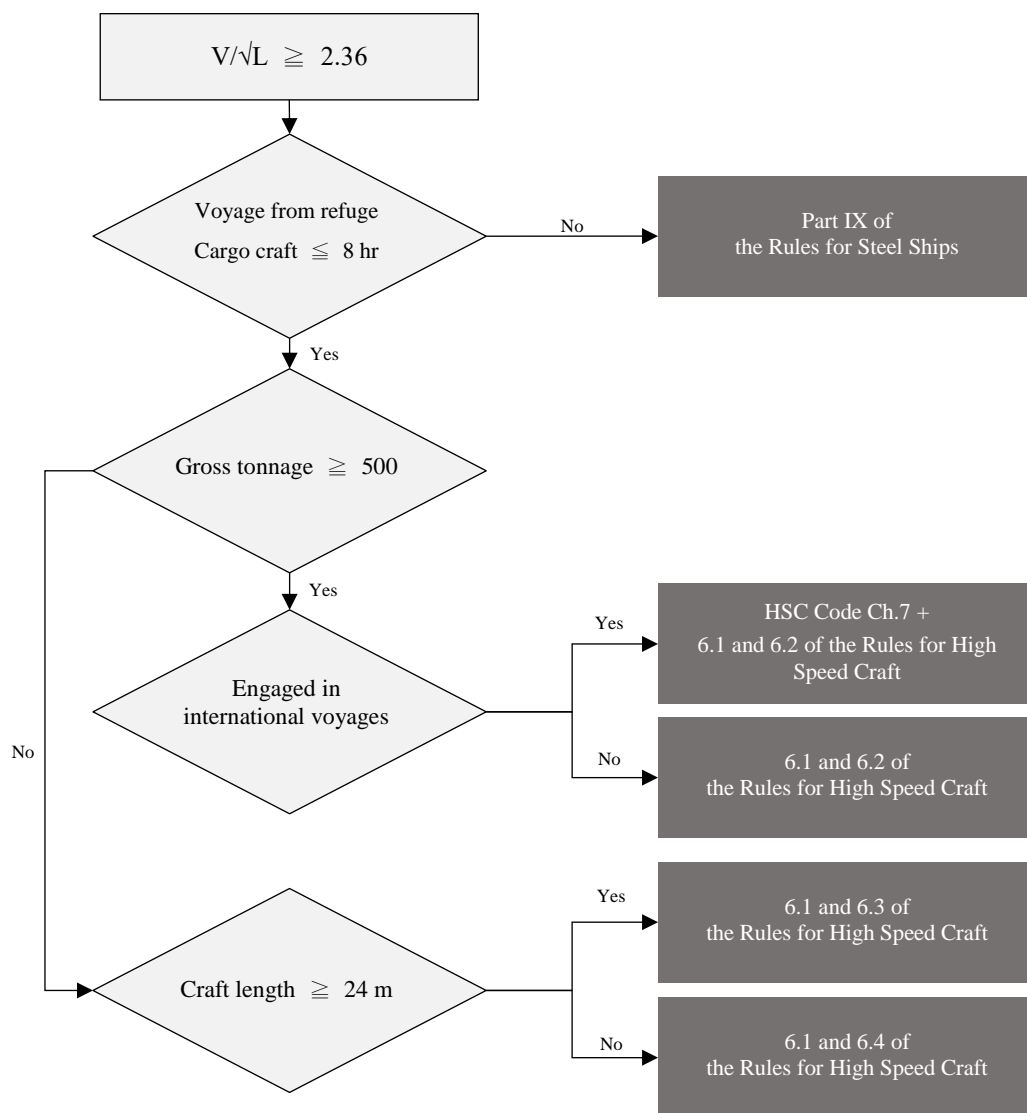 V/√L ≧ 2.36
Voyage from refuge
Cargo craft ≦ 8 hr
No
Part IX of
the Rules for Steel Ships
Yes
Gross tonnage ≧ 500
Yes
Engaged in
international voyages
Yes
HSC Code Ch.7 +
6.1 and 6.2 of the Rules for High
Speed Craft
No
6.1 and 6.2 of
the Rules for High Speed Craft
No
Craft length ≧ 24 m
Yes
6.1 and 6.3 of
the Rules for High Speed Craft
No
6.1 and 6.4 of
the Rules for High Speed Craft